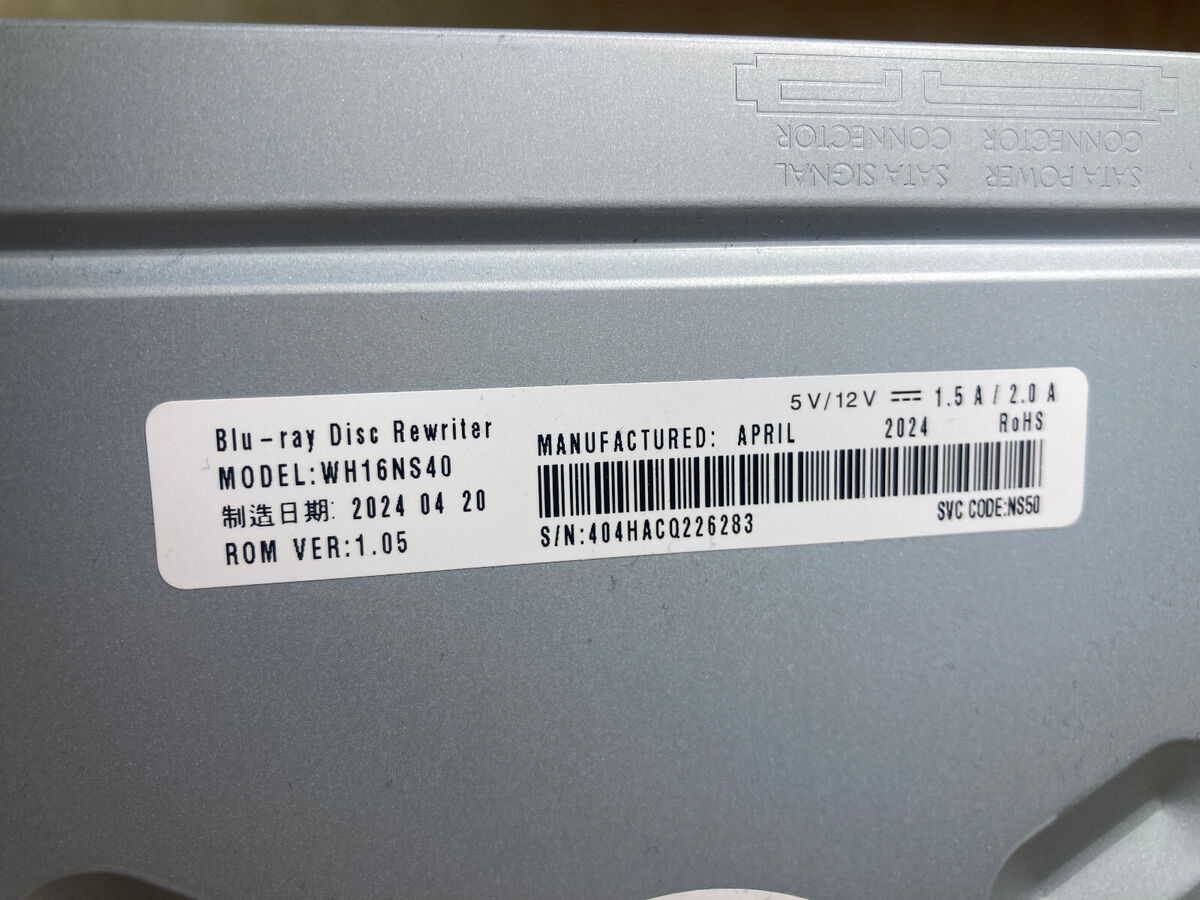 SATA POWER CONNECTOR
SATA SIGNAL CONNECTOR
5V/12V ⎓ 1.5 A / 2.0 A
Blu-ray Disc Rewriter
MANUFACTURED: APRIL 2024 RoHS
MODEL:WH16NS40
制造日期: 2024 04 20
ROM VER:1.05
S/N:404HACQ226283
SVC CODE:NS50